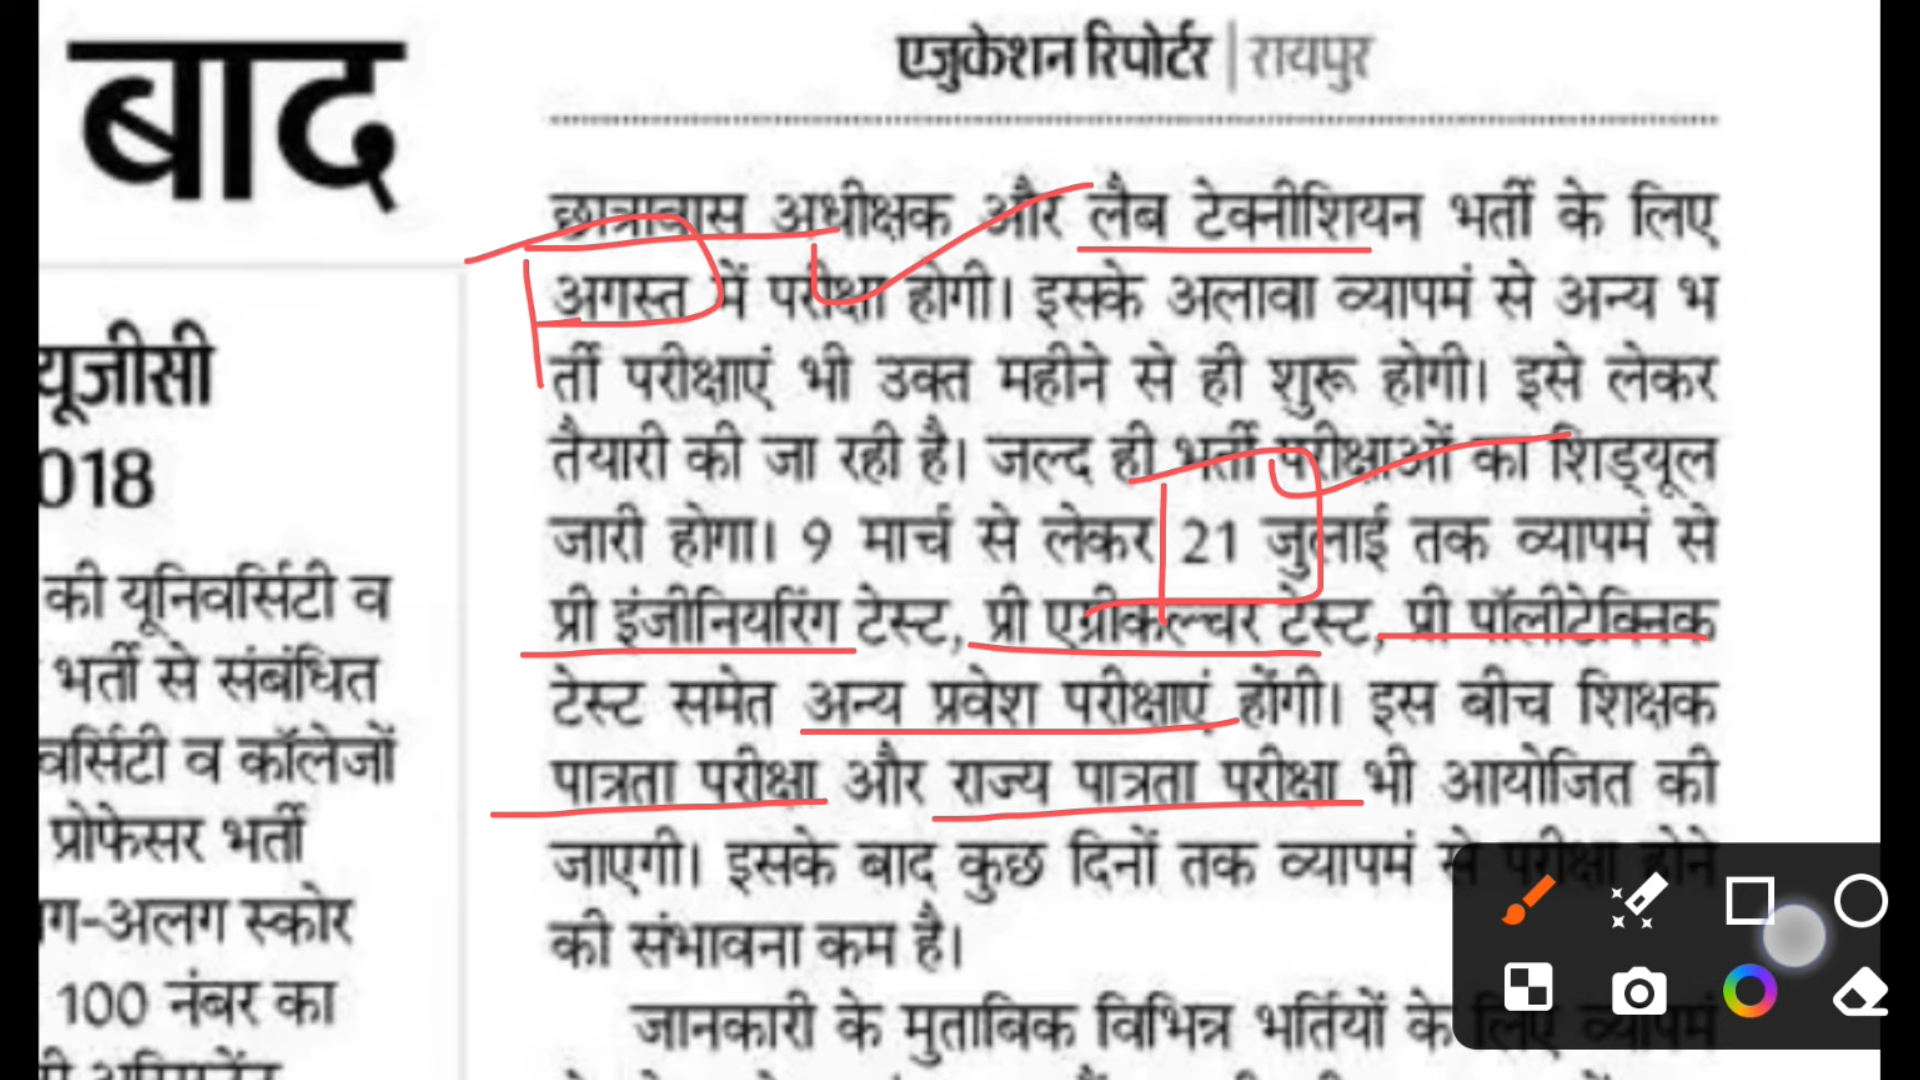 बाद
यूजीसी
018
की यूनिवर्सिटी व
भर्ती से संबंधित
वर्सिटी व कॉलेजों
प्रोफेसर भर्ती
ग-अलग स्कोर
100 नंबर का
एजुकेशन रिपोर्टर | रायपुर
छात्रावास अधीक्षक और लैब टेक्नीशियन भर्ती के लिए
अगस्त में परीक्षा होगी। इसके अलावा व्यापमं से अन्य भ
र्ती परीक्षाएं भी उक्त महीने से ही शुरू होगी। इसे लेकर
तैयारी की जा रही है। जल्द ही भर्ती परीक्षाओं का शिड्यूल
जारी होगा। 9 मार्च से लेकर 21 जुलाई तक व्यापमं से
प्री इंजीनियरिंग टेस्ट, प्री एग्रीकल्चर टेस्ट, प्री पॉलीटेक्निक
टेस्ट समेत अन्य प्रवेश परीक्षाएं होंगी। इस बीच शिक्षक
पात्रता परीक्षा और राज्य पात्रता परीक्षा भी आयोजित की
जाएगी। इसके बाद कुछ दिनों तक व्यापमं से परीक्षा होने
की संभावना कम है।
जानकारी के मुताबिक विभिन्न भर्तियों के लिए व्यापमं